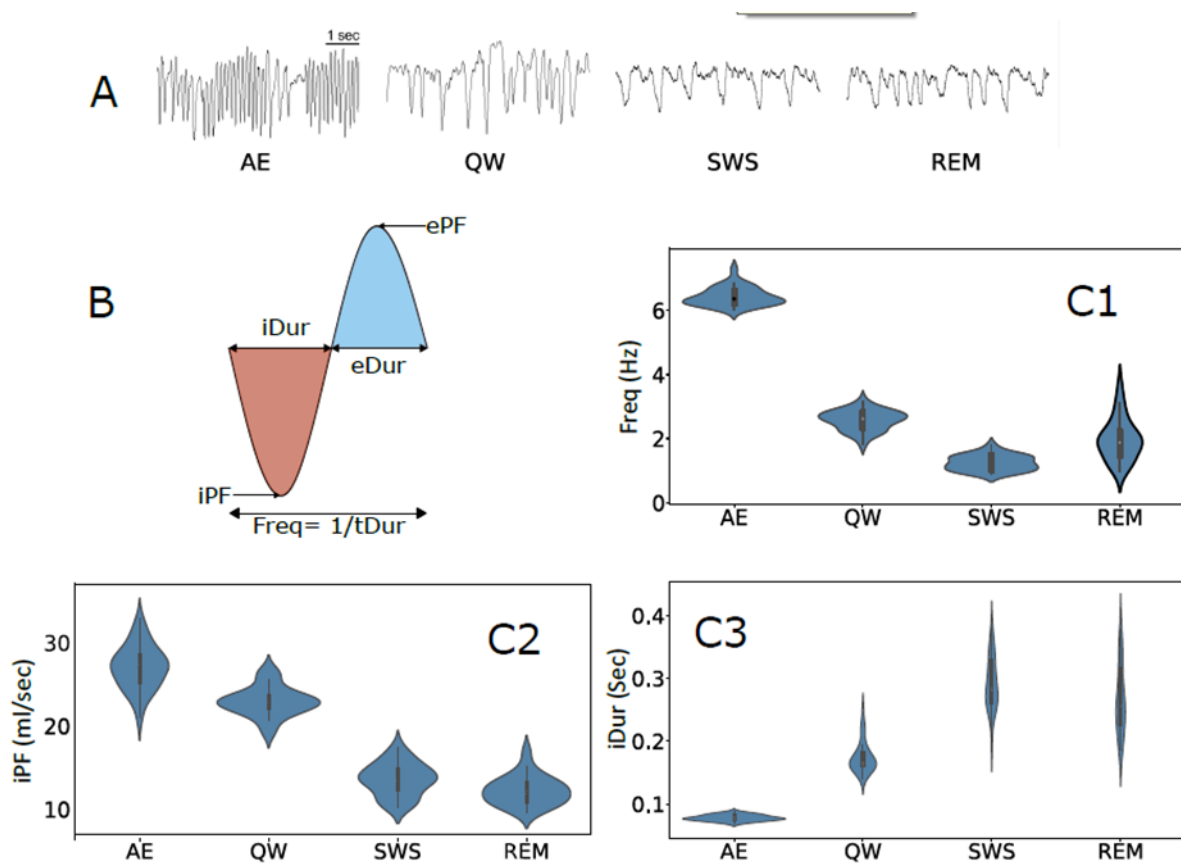 1 sec
A
AE QW SWS REM
B
ePF
iDur
eDur
iPF
Freq= 1/tDur
C1
Freq (Hz)
6
4
2
0
AE QW SWS REM
C2
iPF (ml/sec)
30
20
10
AE QW SWS REM
C3
iDur (Sec)
0.4
0.3
0.2
0.1
AE QW SWS REM